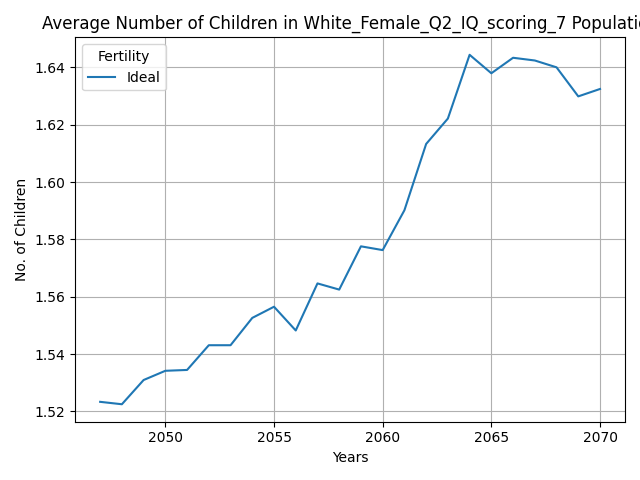 Average Number of Children in White_Female_Q2_IQ_scoring_7 Populatio
Fertility
Ideal
No. of Children
1.64
1.62
1.60
1.58
1.56
1.54
1.52
2050 2055 2060 2065 2070
Years